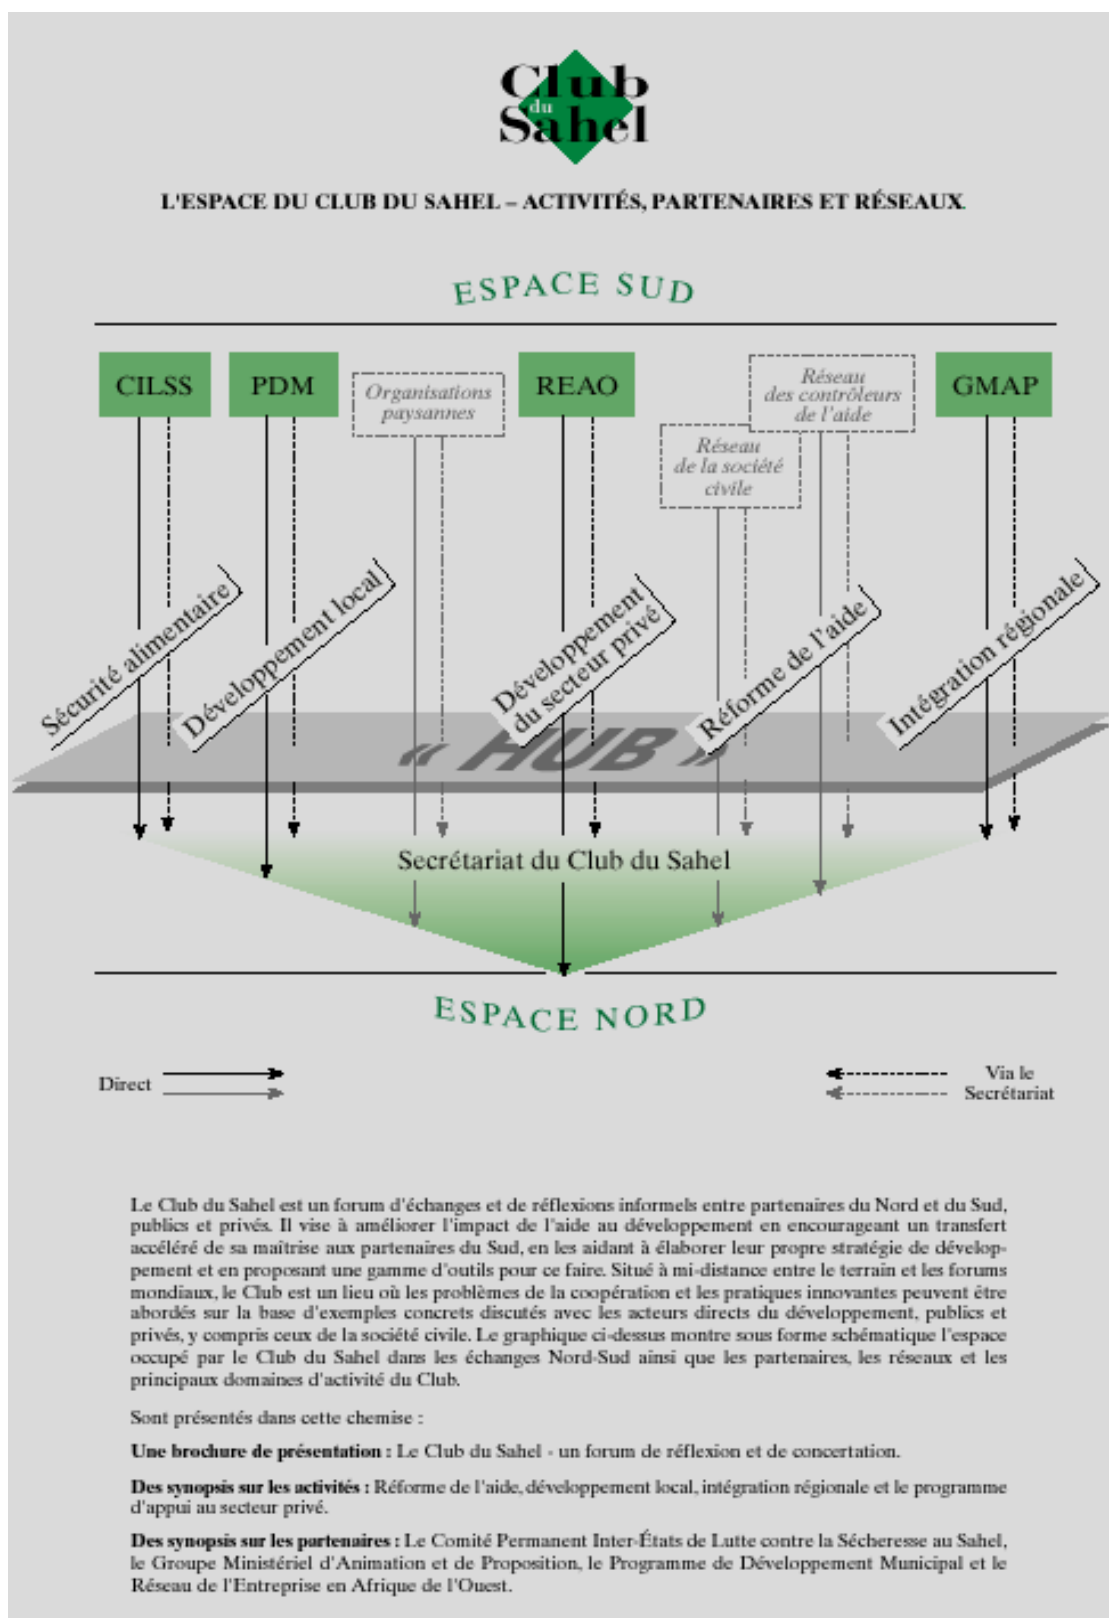 Club
du
Sahel
L'ESPACE DU CLUB DU SAHEL – ACTIVITÉS, PARTENAIRES ET RÉSEAUX
ESPACE SUD
CILSS
PDM
Organisations
paysannes
REAO
Réseau
de la société
civile
Réseau
des contrôleurs
de l'aide
GMAP
Sécurité alimentaire
Développement local
Développement
du secteur privé
Réforme de l'aide
Intégration régionale
« HUB »
Secrétariat du Club du Sahel
ESPACE NORD
Direct
Via le
Secrétariat
Le Club du Sahel est un forum d'échanges et de réflexions informels entre partenaires du Nord et du Sud,
publics et privés. Il vise à améliorer l'impact de l'aide au développement en encourageant un transfert
accéléré de sa maîtrise aux partenaires du Sud, en les aidant à élaborer leur propre stratégie de dévelop-
pement et en proposant une gamme d'outils pour ce faire. Situé à mi-distance entre le terrain et les forums
mondiaux, le Club est un lieu où les problèmes de la coopération et les pratiques innovantes peuvent être
abordés sur la base d'exemples concrets discutés avec les acteurs directs du développement, publics et
privés, y compris ceux de la société civile. Le graphique ci-dessus montre sous forme schématique l'espace
occupé par le Club du Sahel dans les échanges Nord-Sud ainsi que les partenaires, les réseaux et les
principaux domaines d'activité du Club.
Sont présentés dans cette chemise :
Une brochure de présentation : Le Club du Sahel - un forum de réflexion et de concertation.
Des synopsis sur les activités : Réforme de l'aide, développement local, intégration régionale et le programme
d'appui au secteur privé.
Des synopsis sur les partenaires : Le Comité Permanent Inter-États de Lutte contre la Sécheresse au Sahel,
le Groupe Ministériel d'Animation et de Proposition, le Programme de Développement Municipal et le
Réseau de l'Entreprise en Afrique de l'Ouest.